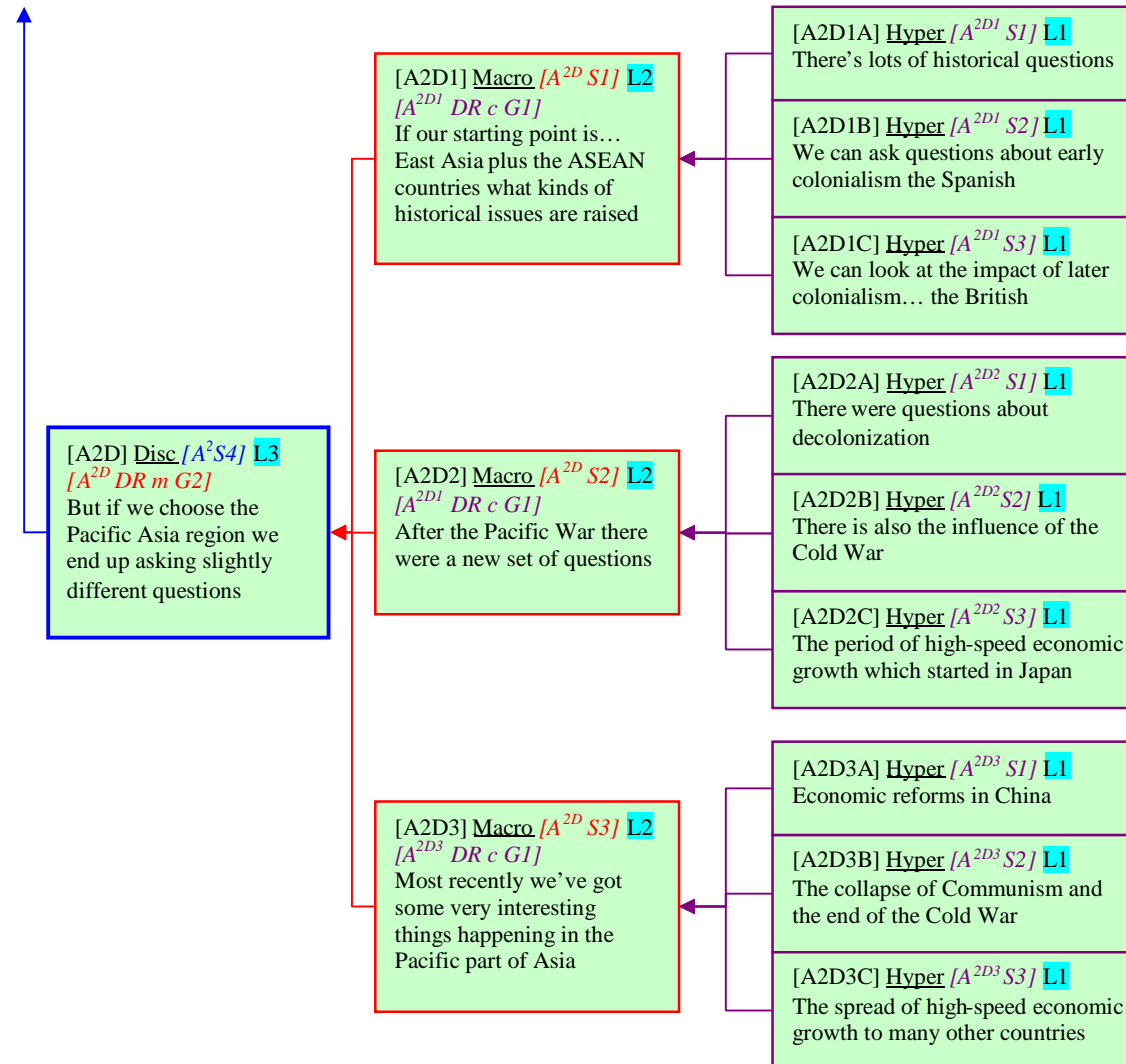 [A2D] Disc [A²S4] L3
[A²ᴰ DR m G2]
But if we choose the
Pacific Asia region we
end up asking slightly
different questions
[A2D1] Macro [A²ᴰ S1] L2
[A²ᴰ¹ DR c G1]
If our starting point is…
East Asia plus the ASEAN
countries what kinds of
historical issues are raised
[A2D1A] Hyper [A²ᴰ¹ S1] L1
There’s lots of historical questions
[A2D1B] Hyper [A²ᴰ¹ S2] L1
We can ask questions about early
colonialism the Spanish
[A2D1C] Hyper [A²ᴰ¹ S3] L1
We can look at the impact of later
colonialism… the British
[A2D2] Macro [A²ᴰ S2] L2
[A²ᴰ¹ DR c G1]
After the Pacific War there
were a new set of questions
[A2D2A] Hyper [A²ᴰ² S1] L1
There were questions about
decolonization
[A2D2B] Hyper [A²ᴰ²S2] L1
There is also the influence of the
Cold War
[A2D2C] Hyper [A²ᴰ² S3] L1
The period of high-speed economic
growth which started in Japan
[A2D3] Macro [A²ᴰ S3] L2
[A²ᴰ³ DR c G1]
Most recently we’ve got
some very interesting
things happening in the
Pacific part of Asia
[A2D3A] Hyper [A²ᴰ³ S1] L1
Economic reforms in China
[A2D3B] Hyper [A²ᴰ³ S2] L1
The collapse of Communism and
the end of the Cold War
[A2D3C] Hyper [A²ᴰ³ S3] L1
The spread of high-speed economic
growth to many other countries